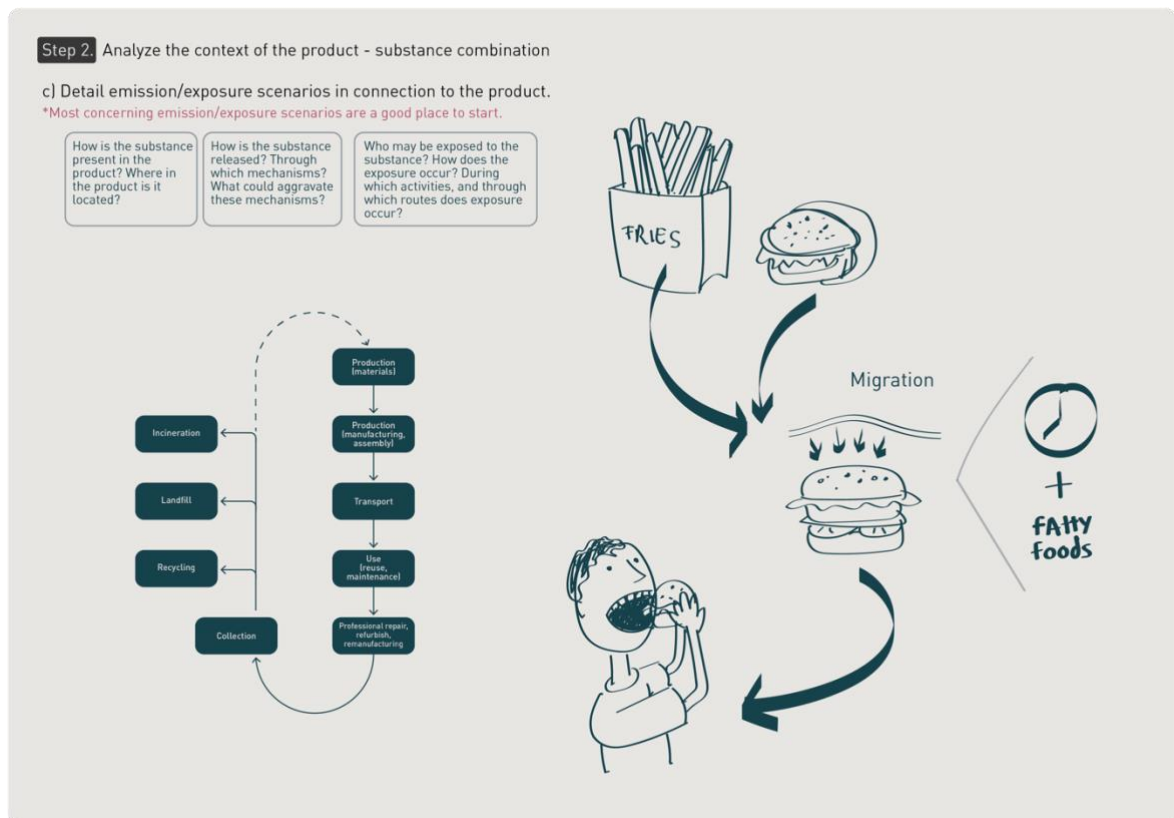 Step 2. Analyze the context of the product - substance combination
c) Detail emission/exposure scenarios in connection to the product.
*Most concerning emission/exposure scenarios are a good place to start.
How is the substance
present in the
product? Where in
the product is it
located?
How is the substance
released? Through
which mechanisms?
What could aggravate
these mechanisms?
Who may be exposed to the
substance? How does the
exposure occur? During
which activities, and through
which routes does exposure
occur?
FRIES
Migration
+
fAtty
foods
Production
(materials)
Production
(manufacturing,
assembly)
Transport
Use
(reuse,
maintenance)
Professional repair,
refurbish,
remanufacturing
Collection
Recycling
Landfill
Incineration